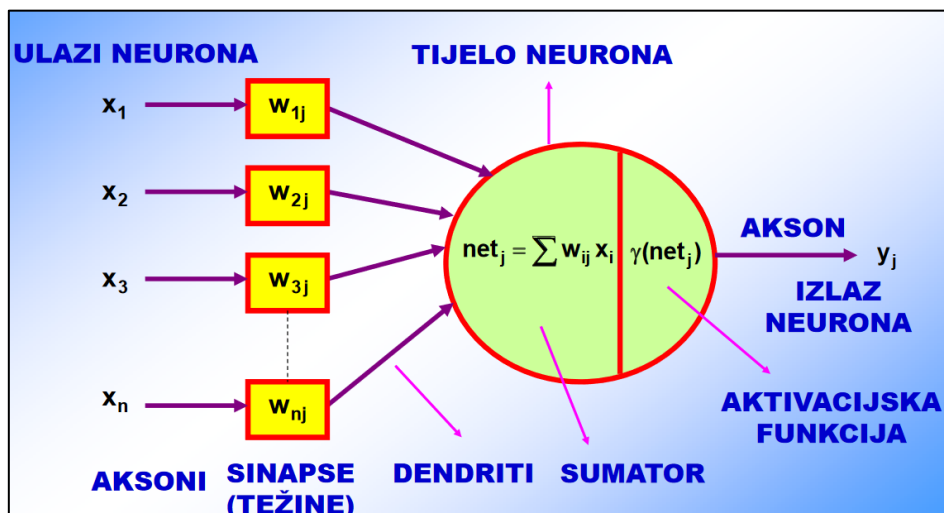 ULAZI NEURONA
TIJELO NEURONA
x₁
w₁ⱼ
x₂
w₂ⱼ
x₃
w₃ⱼ
xₙ
wₙⱼ
netⱼ = ∑ wᵢⱼ xᵢ
γ(netⱼ)
AKSON
yⱼ
IZLAZ
NEURONA
AKTIVACIJSKA
FUNKCIJA
AKSONI
SINAPSE
(TEŽINE)
DENDRITI
SUMATOR